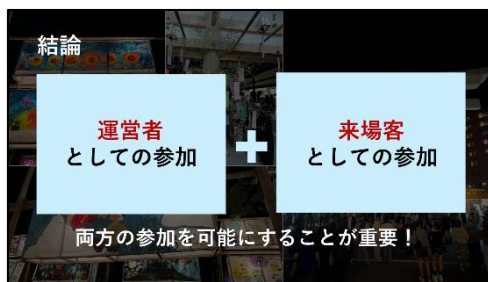 結論
運営者
としての参加
+
来場客
としての参加
両方の参加を可能にすることが重要！